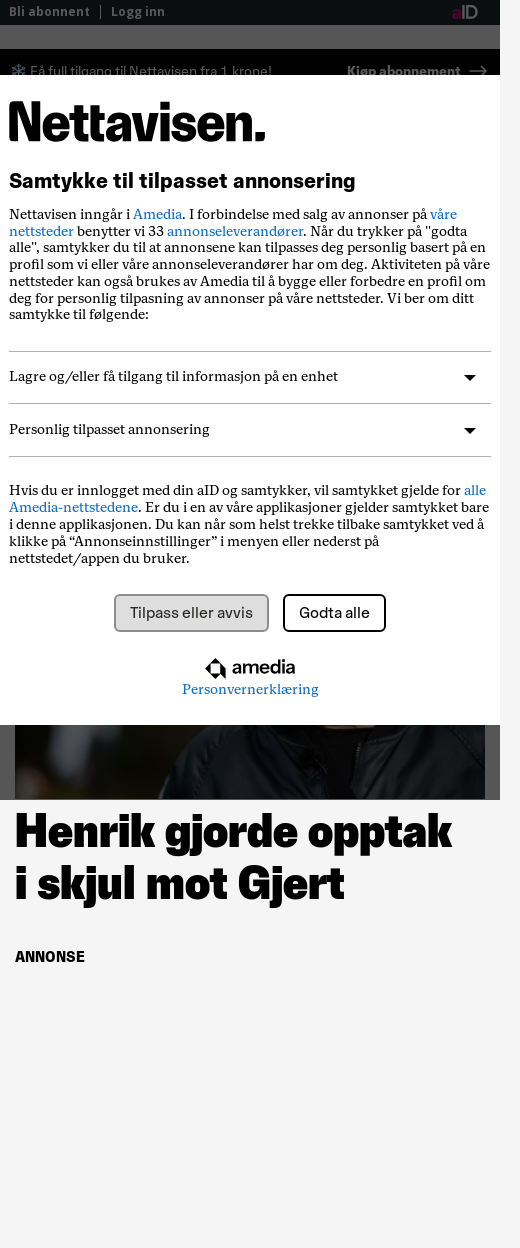 Bli abonnent | Logg inn
aID
Få full tilgang til Nettavisen fra 1 krone!
Kjøp abonnement →
Nettavisen.
Samtykke til tilpasset annonsering
Nettavisen inngår i Amedia. I forbindelse med salg av annonser på våre
nettsteder benytter vi 33 annonseleverandører. Når du trykker på "godta
alle", samtykker du til at annonsene kan tilpasses deg personlig basert på en
profil som vi eller våre annonseleverandører har om deg. Aktiviteten på våre
nettsteder kan også brukes av Amedia til å bygge eller forbedre en profil om
deg for personlig tilpasning av annonser på våre nettsteder. Vi ber om ditt
samtykke til følgende:
Lagre og/eller få tilgang til informasjon på en enhet
Personlig tilpasset annonsering
Hvis du er innlogget med din aID og samtykker, vil samtykket gjelde for alle
Amedia-nettstedene. Er du i en av våre applikasjoner gjelder samtykket bare
i denne applikasjonen. Du kan når som helst trekke tilbake samtykket ved å
klikke på “Annonseinnstillinger” i menyen eller nederst på
nettstedet/appen du bruker.
Tilpass eller avvis
Godta alle
amedia
Personvernerklæring
Henrik gjorde opptak
i skjul mot Gjert
ANNONSE